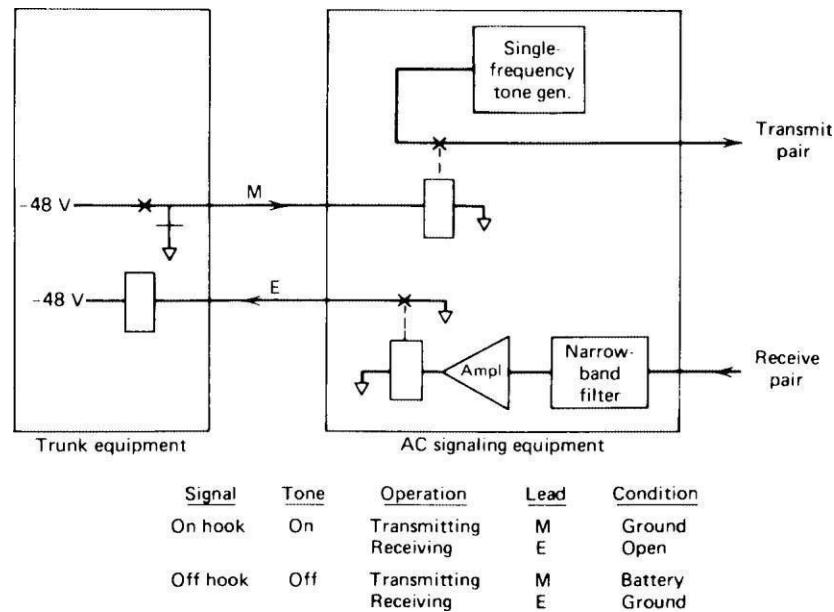 Single-
frequency
tone gen.
Transmit
pair
M
-48 V
E
-48 V
Ampl
Narrow-
band
filter
Receive
pair
Trunk equipment
AC signaling equipment
Signal Tone Operation Lead Condition
On hook On Transmitting M Ground
Receiving E Open
Off hook Off Transmitting M Battery
Receiving E Ground